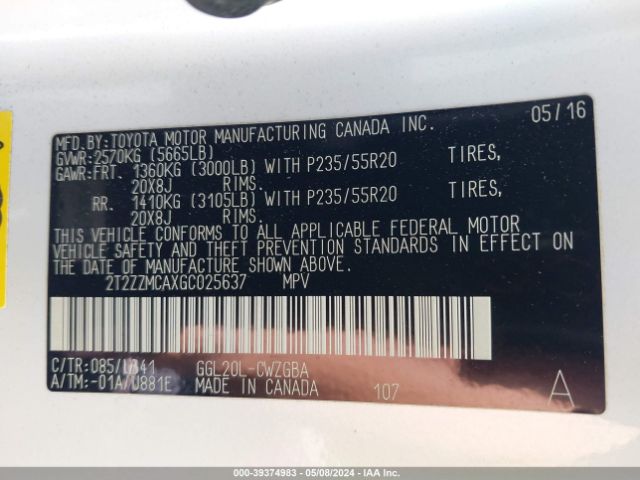 05/16
MFD.BY:TOYOTA MOTOR MANUFACTURING CANADA INC.
GVWR:2570KG (5665LB)
GAWR:FRT. 1360KG (3000LB) WITH P235/55R20 TIRES,
20X8J RIMS.
RR. 1410KG (3105LB) WITH P235/55R20 TIRES,
20X8J RIMS.
THIS VEHICLE CONFORMS TO ALL APPLICABLE FEDERAL MOTOR
VEHICLE SAFETY AND THEFT PREVENTION STANDARDS IN EFFECT ON
THE DATE OF MANUFACTURE SHOWN ABOVE.
2T2ZZMCAXGC025637 MPV
C/TR:085/LB41 GGL20L-CWZGBA
A/TM:-01A/U881E MADE IN CANADA 107 A
000-39374983 - 05/08/2024 - IAA Inc.